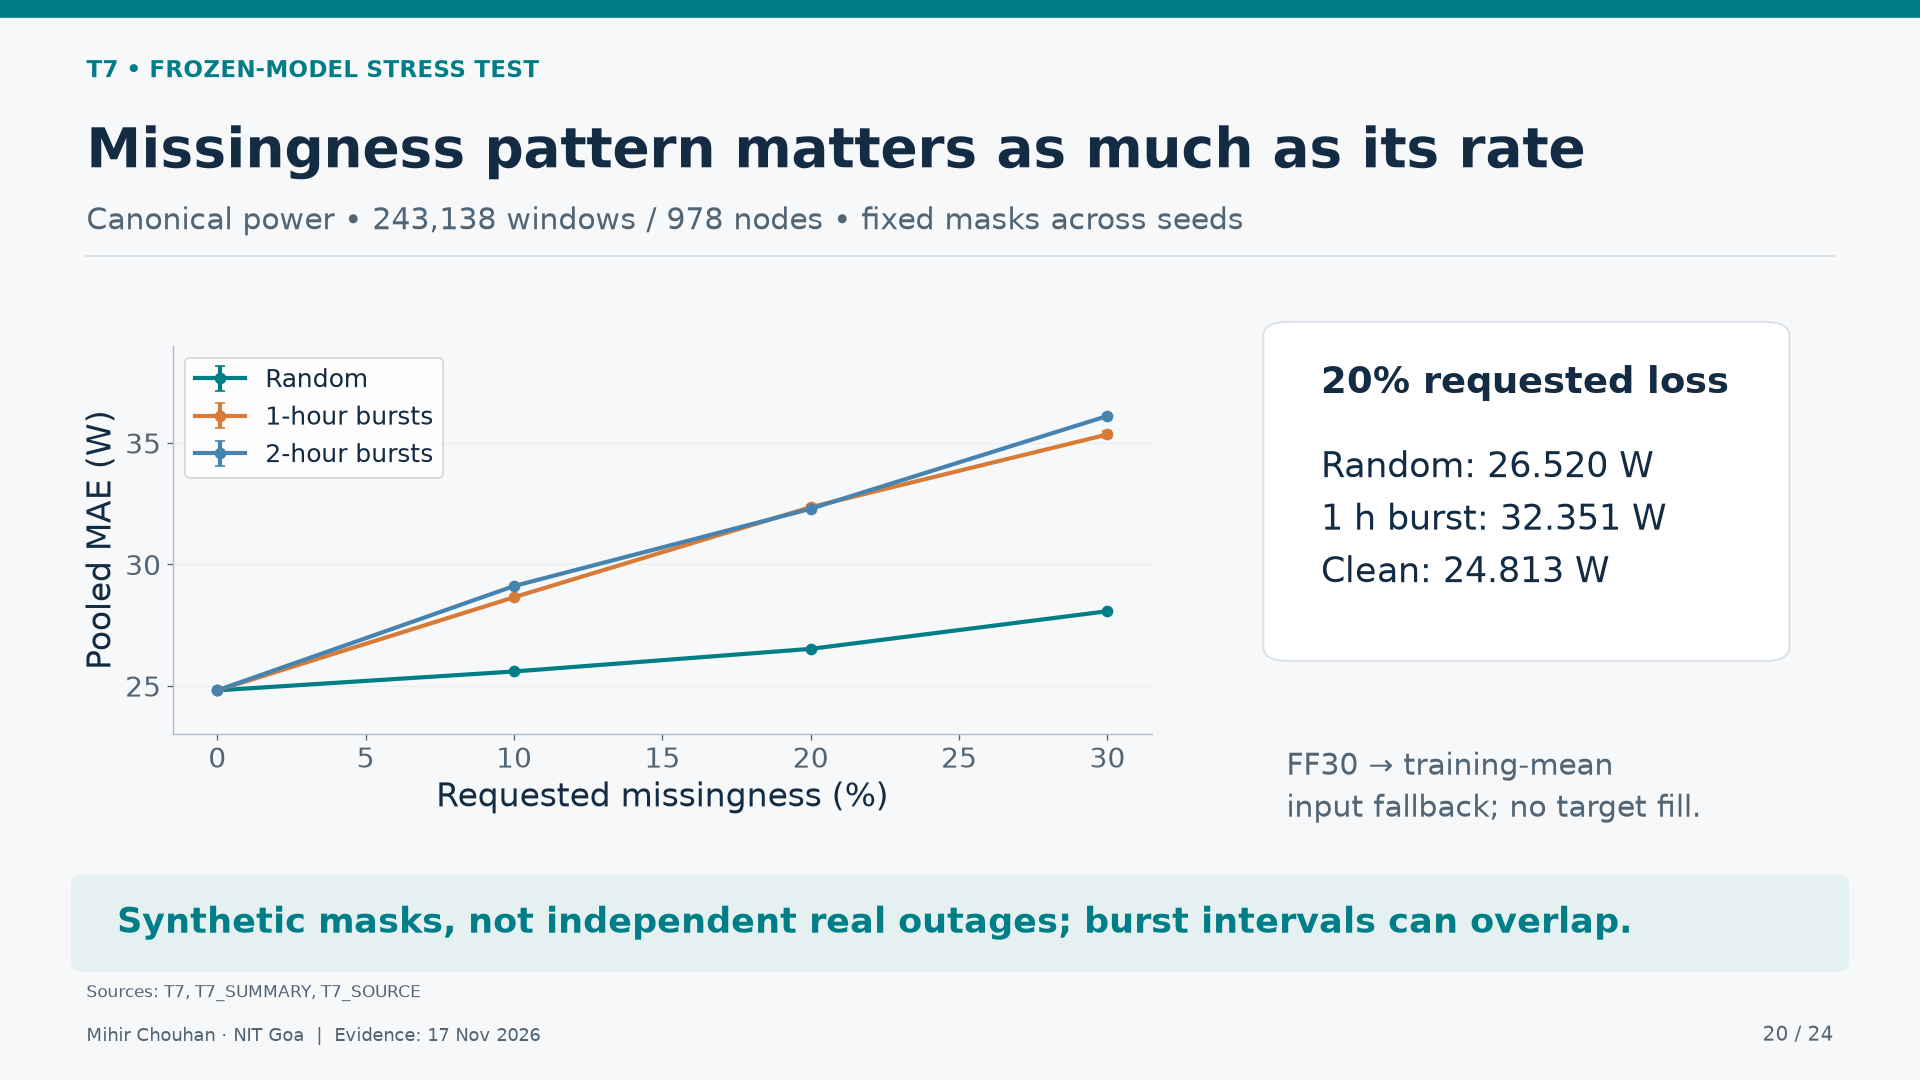 T7 • FROZEN-MODEL STRESS TEST
Missingness pattern matters as much as its rate
Canonical power • 243,138 windows / 978 nodes • fixed masks across seeds
Random
1-hour bursts
2-hour bursts
Pooled MAE (W)
35
30
25
0 5 10 15 20 25 30
Requested missingness (%)
20% requested loss
Random: 26.520 W
1 h burst: 32.351 W
Clean: 24.813 W
FF30 → training-mean
input fallback; no target fill.
Synthetic masks, not independent real outages; burst intervals can overlap.
Sources: T7, T7_SUMMARY, T7_SOURCE
Mihir Chouhan · NIT Goa | Evidence: 17 Nov 2026
20 / 24